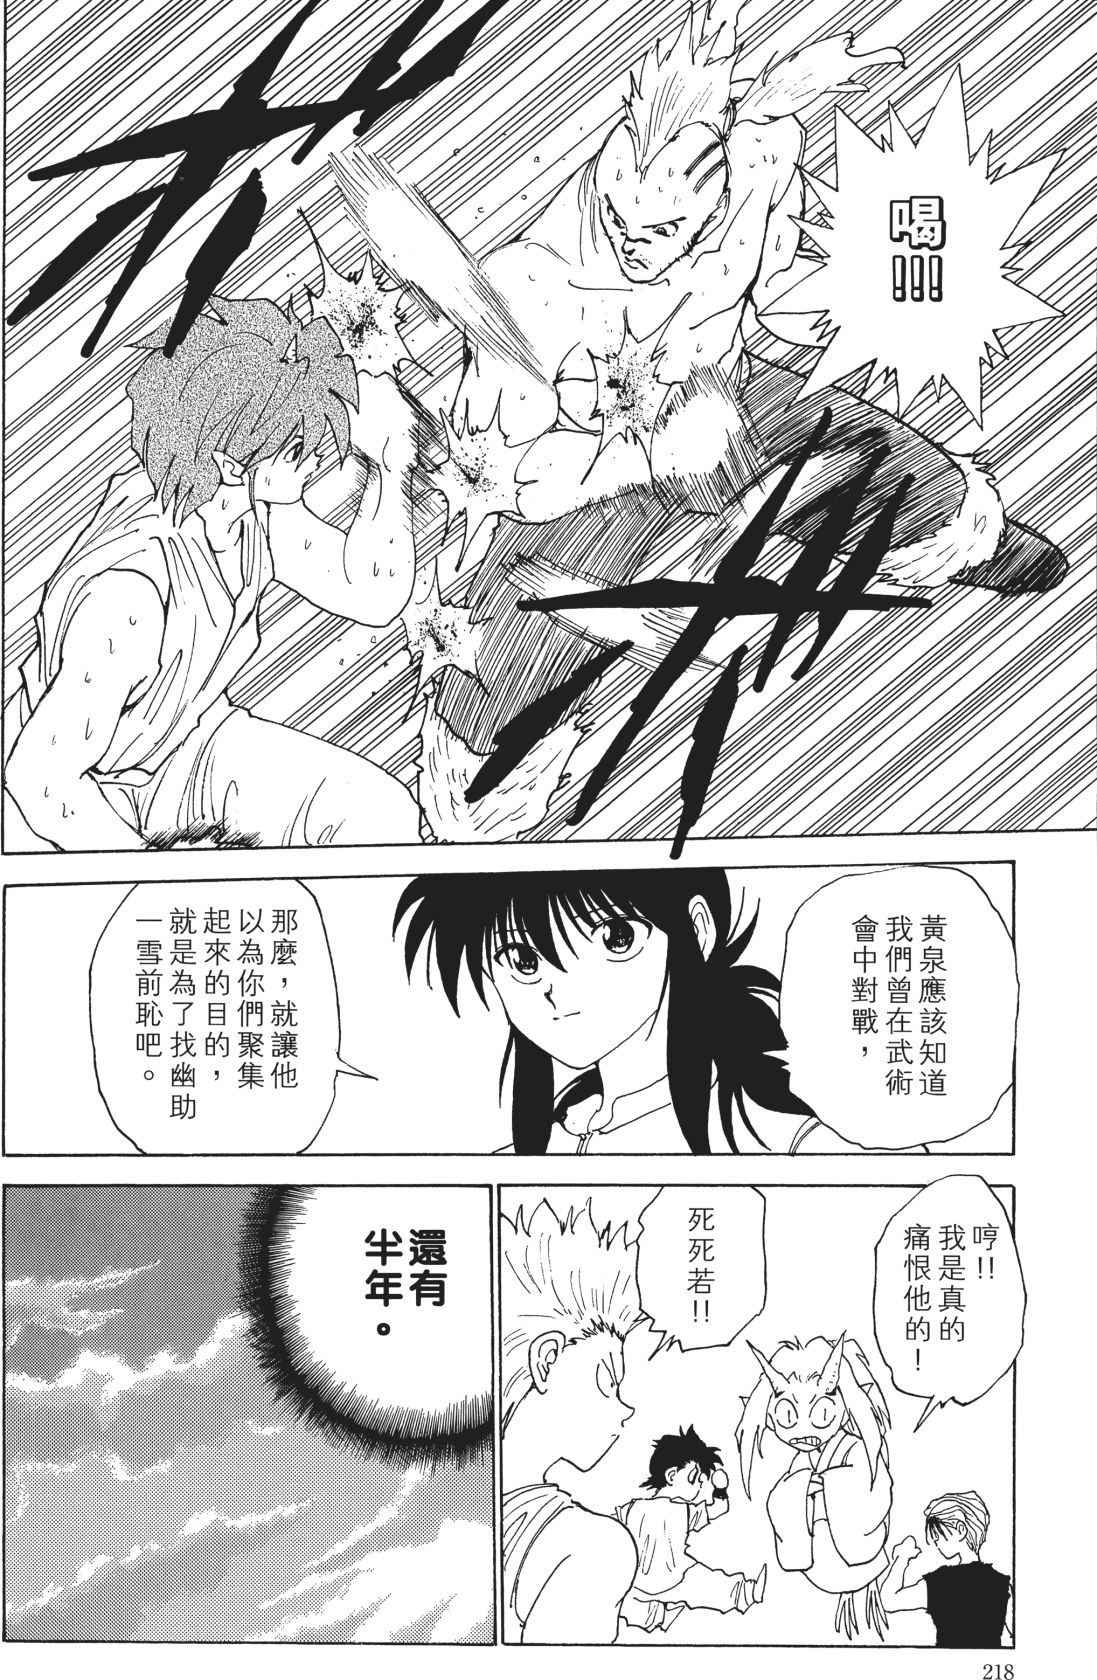 喝!!!
黃泉應該知道
我們曾在武術
會中對戰，
那麼，就讓他
以為你們聚集
起來的目的，
就是為了找幽助
一雪前恥吧。
哼!!
我是真的
痛恨他的！
死死若!!
還有
半年。
218